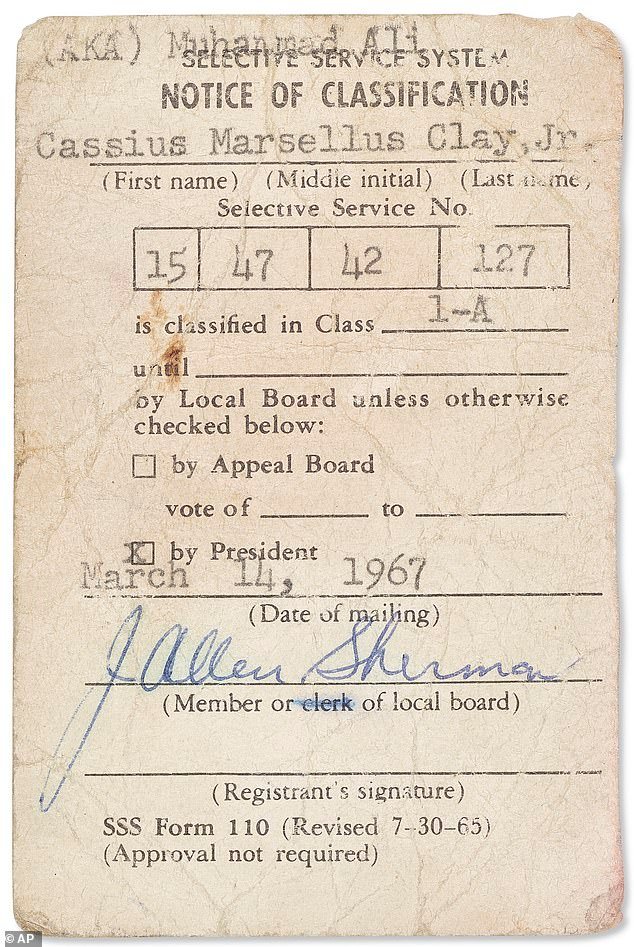 (AKA) Muhammad Ali
SELECTIVE SERVICE SYSTEM
NOTICE OF CLASSIFICATION
Cassius Marsellus Clay,Jr.
(First name) (Middle initial) (Last name)
Selective Service No.
15 47 42 127
is classified in Class 1-A
until
by Local Board unless otherwise
checked below:
by Appeal Board
vote of to
X by President
March 14, 1967
(Date of mailing)
J Allen Sherman
(Member or clerk of local board)
(Registrant's signature)
SSS Form 110 (Revised 7-30-65)
(Approval not required)
© AP